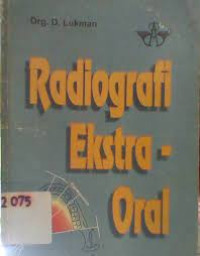 Drg. D. Lukman
Radiografi
Ekstra -
Oral
2 075